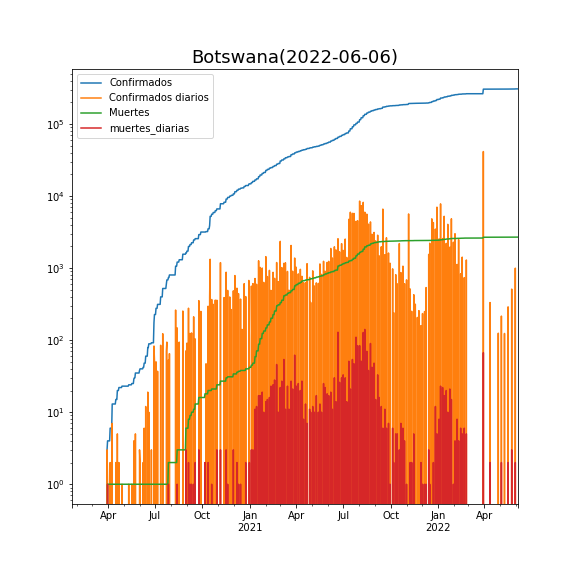 Botswana(2022-06-06)
Confirmados
Confirmados diarios
Muertes
muertes_diarias
10^5
10^4
10^3
10^2
10^1
10^0
Apr Jul Oct Jan Apr Jul Oct Jan Apr
2021 2022